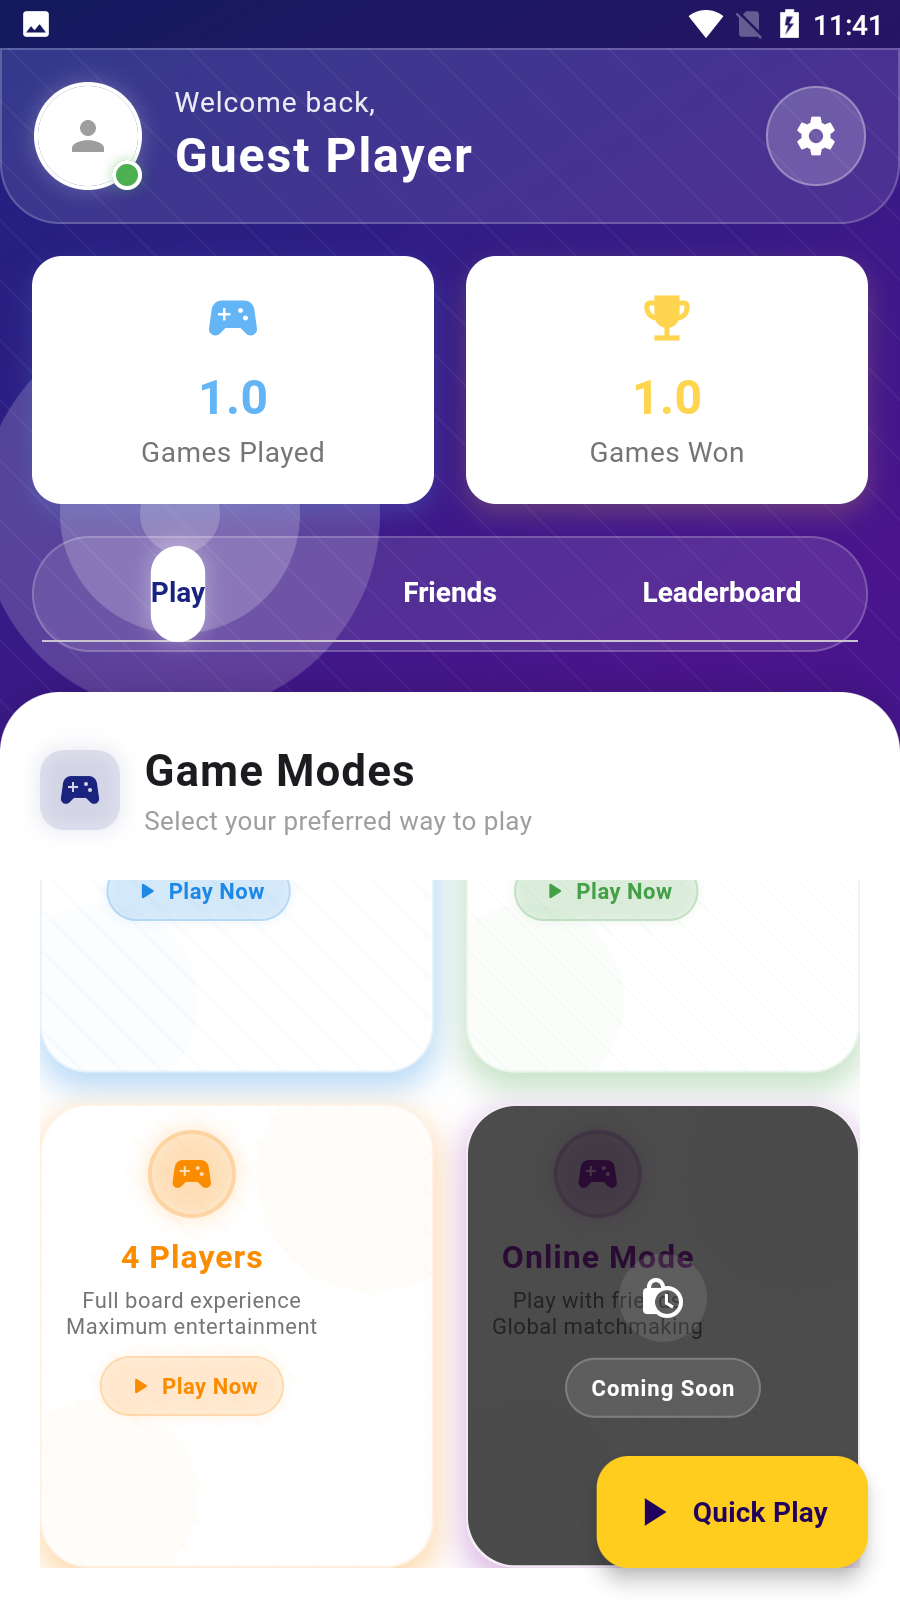 11:41
Welcome back,
Guest Player
1.0
Games Played
1.0
Games Won
Play
Friends
Leaderboard
Game Modes
Select your preferred way to play
Play Now
Play Now
4 Players
Full board experience
Maximum entertainment
Play Now
Online Mode
Play with friends
Global matchmaking
Coming Soon
Quick Play